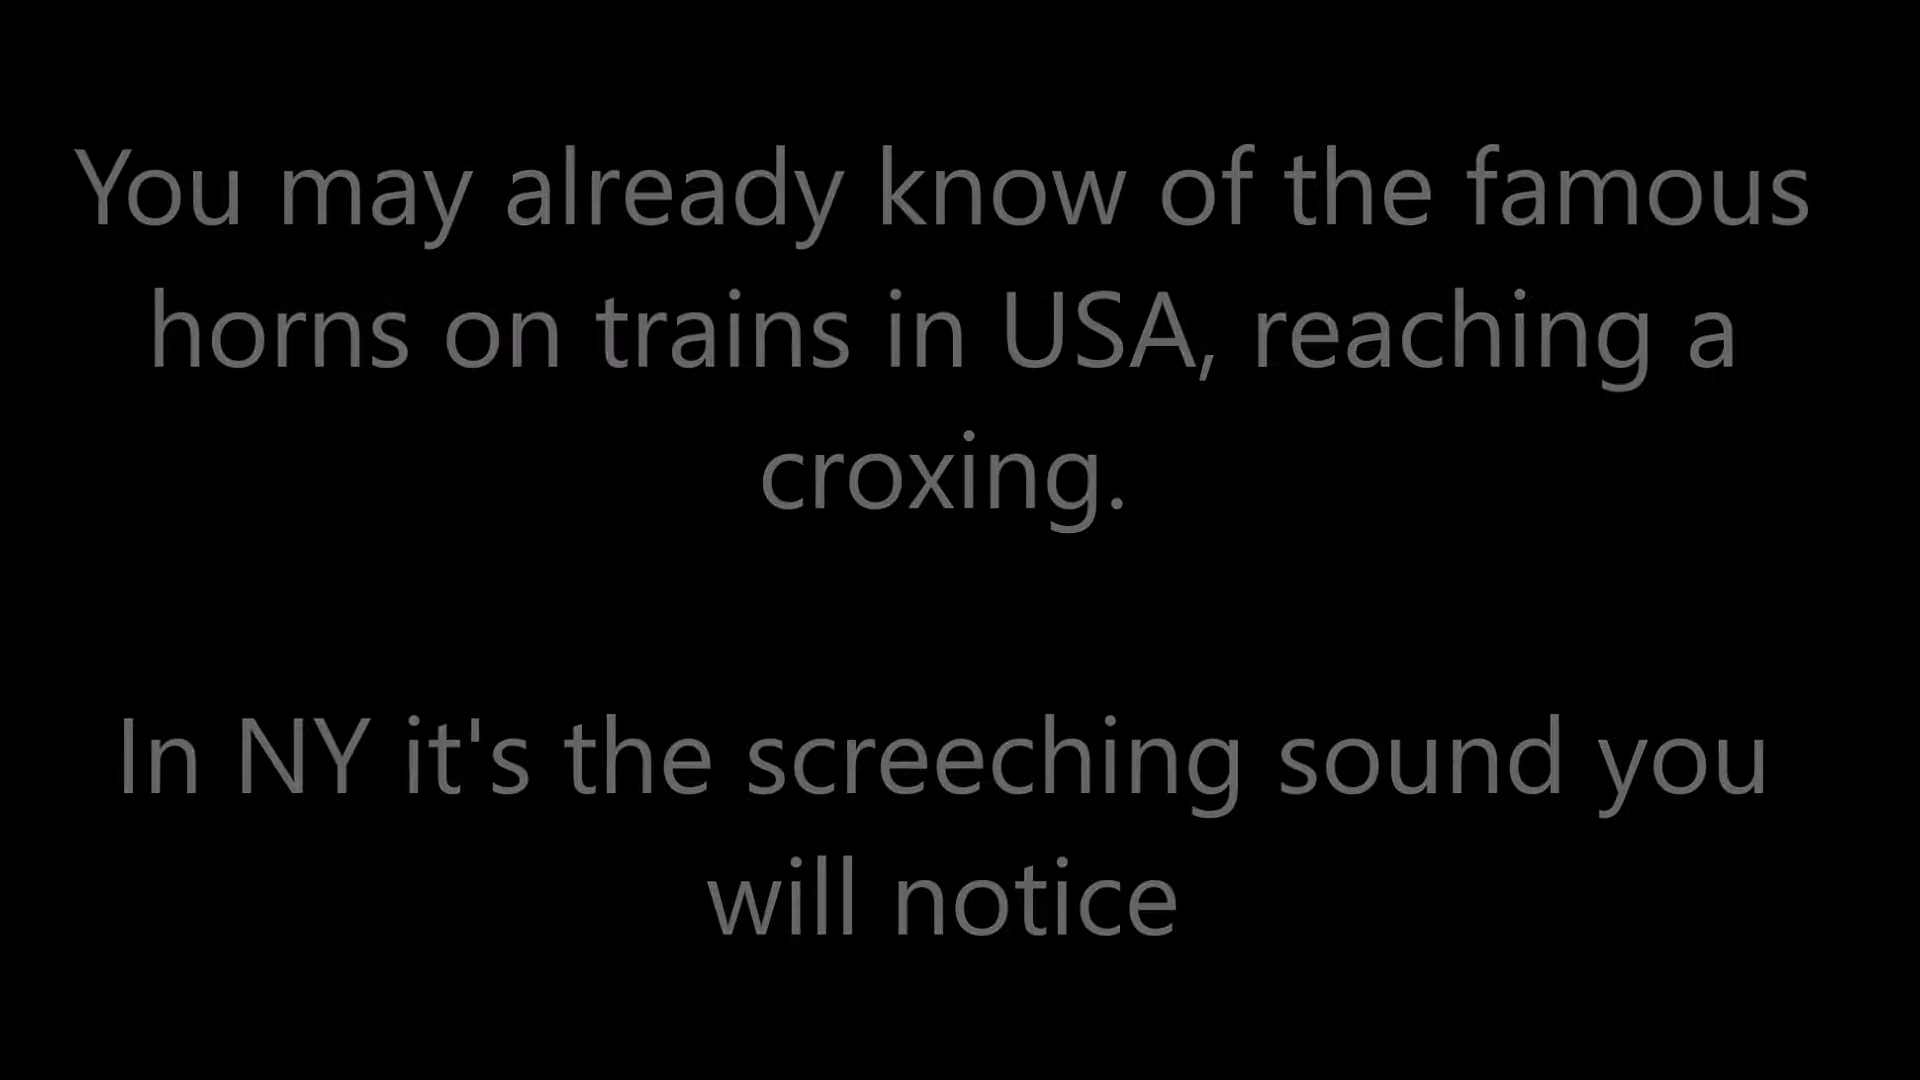 You may already know of the famous
horns on trains in USA, reaching a
croxing.
In NY it's the screeching sound you
will notice